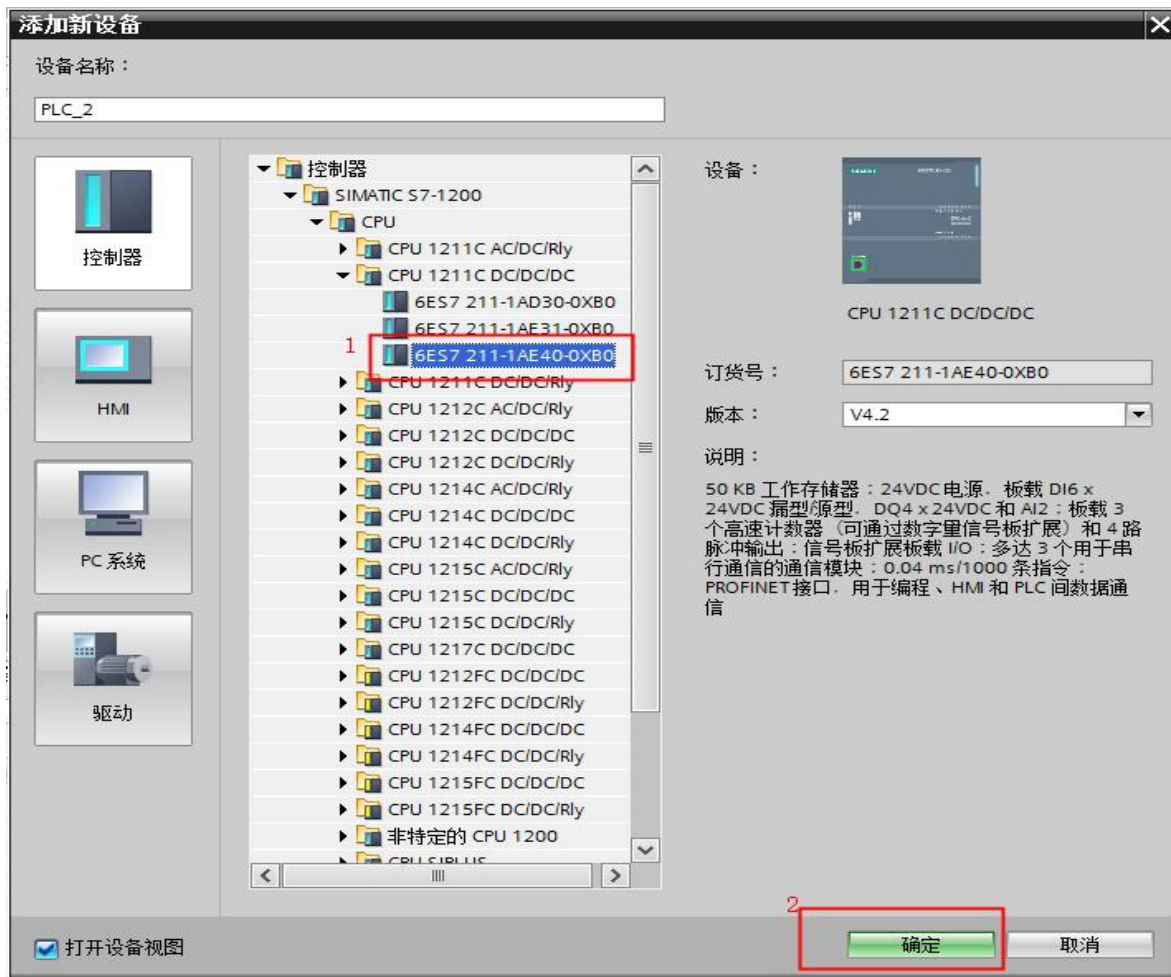 添加新设备
设备名称：
PLC_2
控制器
HMI
PC 系统
驱动
控制器
SIMATIC S7-1200
CPU
CPU 1211C AC/DC/Rly
CPU 1211C DC/DC/DC
6ES7 211-1AD30-0XB0
6ES7 211-1AE31-0XB0
1
6ES7 211-1AE40-0XB0
CPU 1211C DC/DC/Rly
CPU 1212C AC/DC/Rly
CPU 1212C DC/DC/DC
CPU 1212C DC/DC/Rly
CPU 1214C AC/DC/Rly
CPU 1214C DC/DC/DC
CPU 1214C DC/DC/Rly
CPU 1215C AC/DC/Rly
CPU 1215C DC/DC/DC
CPU 1215C DC/DC/Rly
CPU 1217C DC/DC/DC
CPU 1212FC DC/DC/DC
CPU 1212FC DC/DC/Rly
CPU 1214FC DC/DC/DC
CPU 1214FC DC/DC/Rly
CPU 1215FC DC/DC/DC
CPU 1215FC DC/DC/Rly
非特定的 CPU 1200
CPU SIPLUS
设备：
CPU 1211C DC/DC/DC
订货号：
6ES7 211-1AE40-0XB0
版本：
V4.2
说明：
50 KB 工作存储器；24VDC电源，板载 DI6 x
24VDC 漏型/源型，DQ4 x 24VDC 和 AI2；板载 3
个高速计数器（可通过数字量信号板扩展）和 4 路
脉冲输出；信号板扩展板载 I/O；多达 3 个用于串
行通信的通信模块；0.04 ms/1000 条指令；
PROFINET 接口，用于编程、HMI 和 PLC 间数据通
信
2
打开设备视图
确定
取消